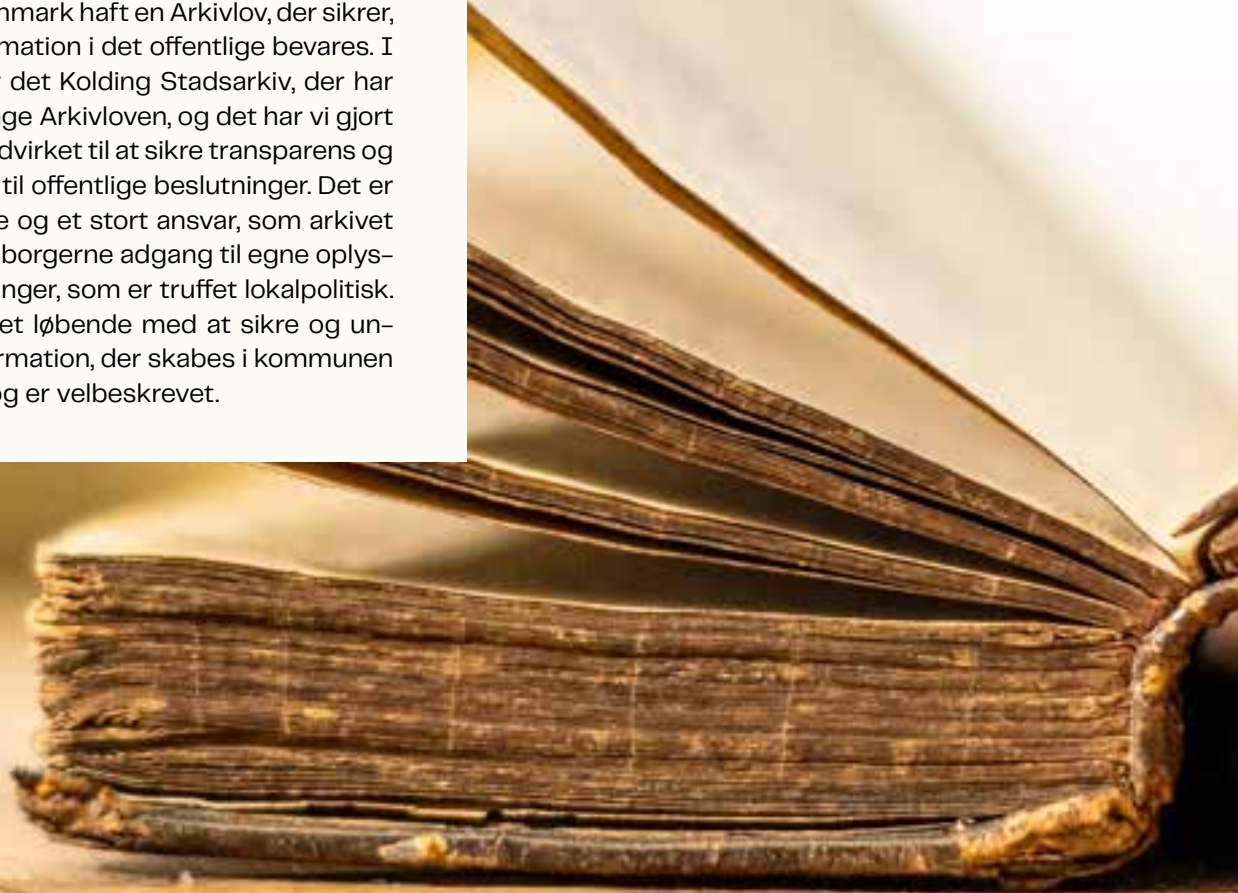 nmark haft en Arkivlov, der sikrer,
mation i det offentlige bevares. I
det Kolding Stadsarkiv, der har
ge Arkivloven, og det har vi gjort
dvirket til at sikre transparens og
til offentlige beslutninger. Det er
e og et stort ansvar, som arkivet
borgerne adgang til egne oplys-
nger, som er truffet lokalpolitisk.
et løbende med at sikre og un-
rmation, der skabes i kommunen
og er velbeskrevet.